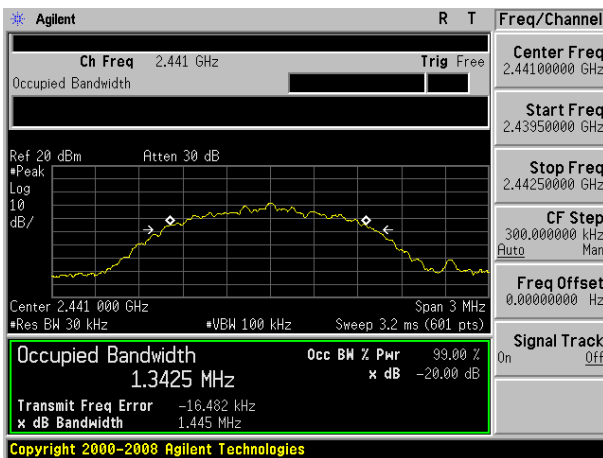 Agilent R T Freq/Channel
Ch Freq 2.441 GHz Trig Free
Occupied Bandwidth
Center Freq
2.44100000 GHz
Start Freq
2.43950000 GHz
Stop Freq
2.44250000 GHz
CF Step
300.000000 kHz
Auto Man
Freq Offset
0.00000000 Hz
Signal Track
On Off
Ref 20 dBm Atten 30 dB
#Peak
Log
10
dB/
Center 2.441 000 GHz Span 3 MHz
#Res BW 30 kHz #VBW 100 kHz Sweep 3.2 ms (601 pts)
Occupied Bandwidth Occ BW % Pwr 99.00 %
1.3425 MHz x dB -20.00 dB
Transmit Freq Error -16.482 kHz
x dB Bandwidth 1.445 MHz
Copyright 2000-2008 Agilent Technologies